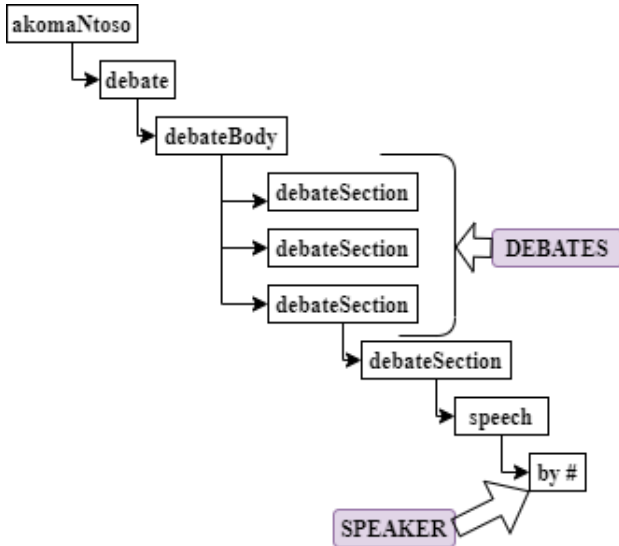 akomaNtoso
debate
debateBody
debateSection
debateSection
DEBATES
debateSection
debateSection
speech
by #
SPEAKER